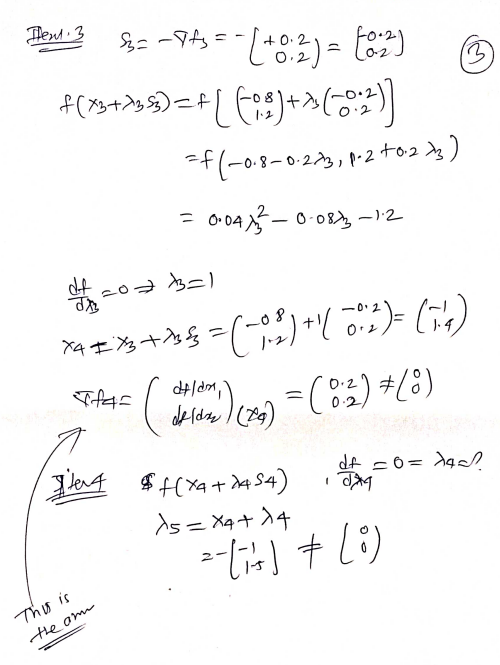 Iter.3 S3 = -∇f3 = -[+0.2 0.2] = [-0.2 0.2] ③
f(x3+λ3S3) = f[(-0.8 1.2) + λ3(-0.2 0.2)]
= f(-0.8-0.2λ3, 1.2+0.2λ3)
= 0.04λ3² - 0.08λ3 - 1.2
df/dλ3 = 0 ⇒ λ3 = 1
x4 = x3+λ3S3 = (-0.8 1.2) + 1(-0.2 0.2) = (-1 1.4)
∇f4 = (df/dx1 df/dx2)(x4) = (0.2 0.2) ≠ (0 0)
Iter4 f(x4+λ4S4), df/dλ4 = 0 = λ4=?
λ5 = x4+λ4
= -[-1 1.5] ≠ (0 0)
This is
the